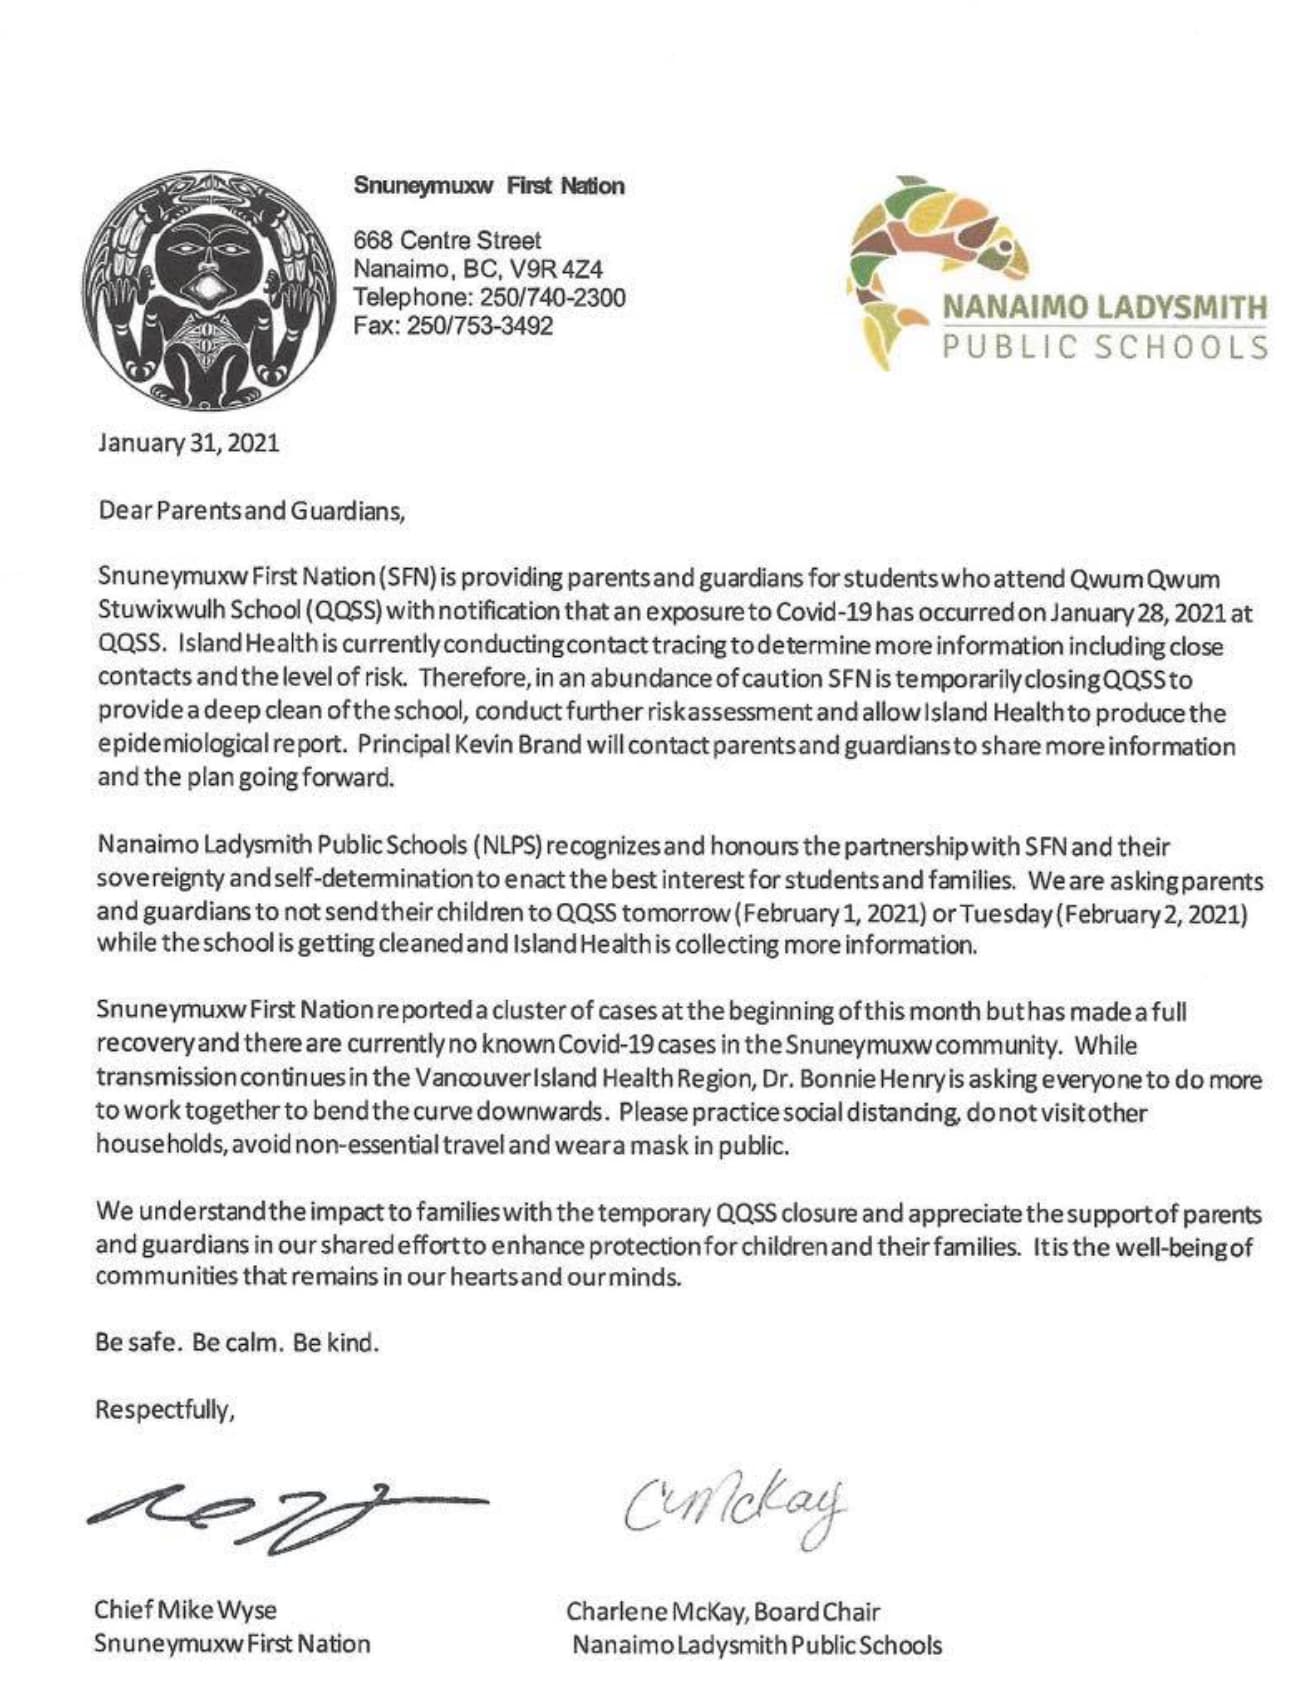 Snuneymuxw First Nation
668 Centre Street
Nanaimo, BC, V9R 4Z4
Telephone: 250/740-2300
Fax: 250/753-3492
NANAIMO LADYSMITH
PUBLIC SCHOOLS
January 31, 2021
Dear Parents and Guardians,
Snuneymuxw First Nation (SFN) is providing parents and guardians for students who attend Qwum Qwum
Stuwixwulh School (QQSS) with notification that an exposure to Covid-19 has occurred on January 28, 2021 at
QQSS. Island Health is currently conducting contact tracing to determine more information including close
contacts and the level of risk. Therefore, in an abundance of caution SFN is temporarily closing QQSS to
provide a deep clean of the school, conduct further risk assessment and allow Island Health to produce the
epidemiological report. Principal Kevin Brand will contact parents and guardians to share more information
and the plan going forward.
Nanaimo Ladysmith Public Schools (NLPS) recognizes and honours the partnership with SFN and their
sovereignty and self-determination to enact the best interest for students and families. We are asking parents
and guardians to not send their children to QQSS tomorrow (February 1, 2021) or Tuesday (February 2, 2021)
while the school is getting cleaned and Island Health is collecting more information.
Snuneymuxw First Nation reported a cluster of cases at the beginning of this month but has made a full
recovery and there are currently no known Covid-19 cases in the Snuneymuxw community. While
transmission continues in the Vancouver Island Health Region, Dr. Bonnie Henry is asking everyone to do more
to work together to bend the curve downwards. Please practice social distancing, do not visit other
households, avoid non-essential travel and wear a mask in public.
We understand the impact to families with the temporary QQSS closure and appreciate the support of parents
and guardians in our shared effort to enhance protection for children and their families. It is the well-being of
communities that remains in our hearts and our minds.
Be safe. Be calm. Be kind.
Respectfully,
CMcKay
Chief Mike Wyse
Snuneymuxw First Nation
Charlene McKay, Board Chair
Nanaimo Ladysmith Public Schools